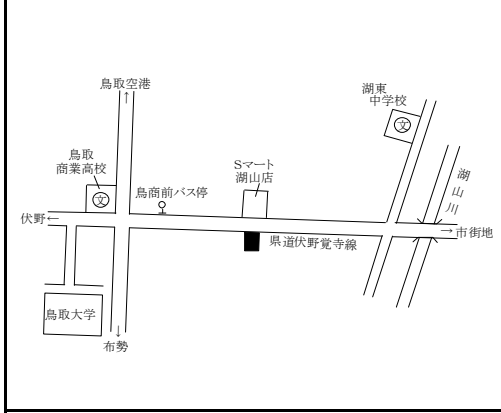 鳥取空港
↑
湖東
中学校
文
鳥取
商業高校
文
鳥商前バス停
Sマート
湖山店
湖山川
伏野←
県道伏野覚寺線
→市街地
鳥取大学
↓
布勢